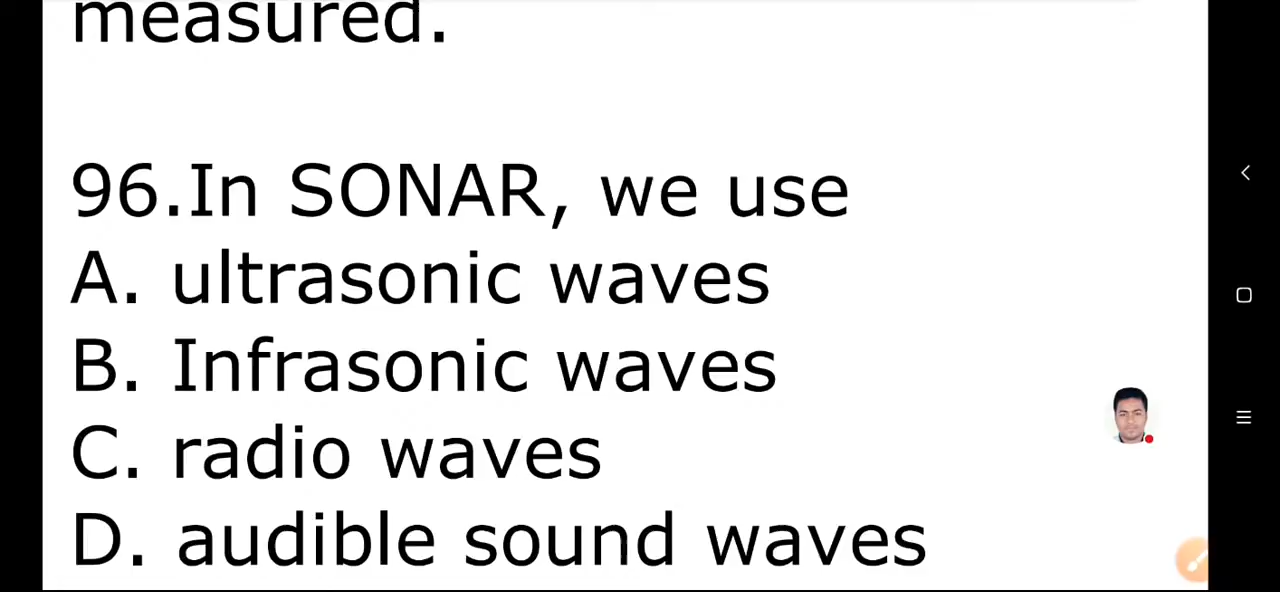 measured.
96.In SONAR, we use
A. ultrasonic waves
B. Infrasonic waves
C. radio waves
D. audible sound waves